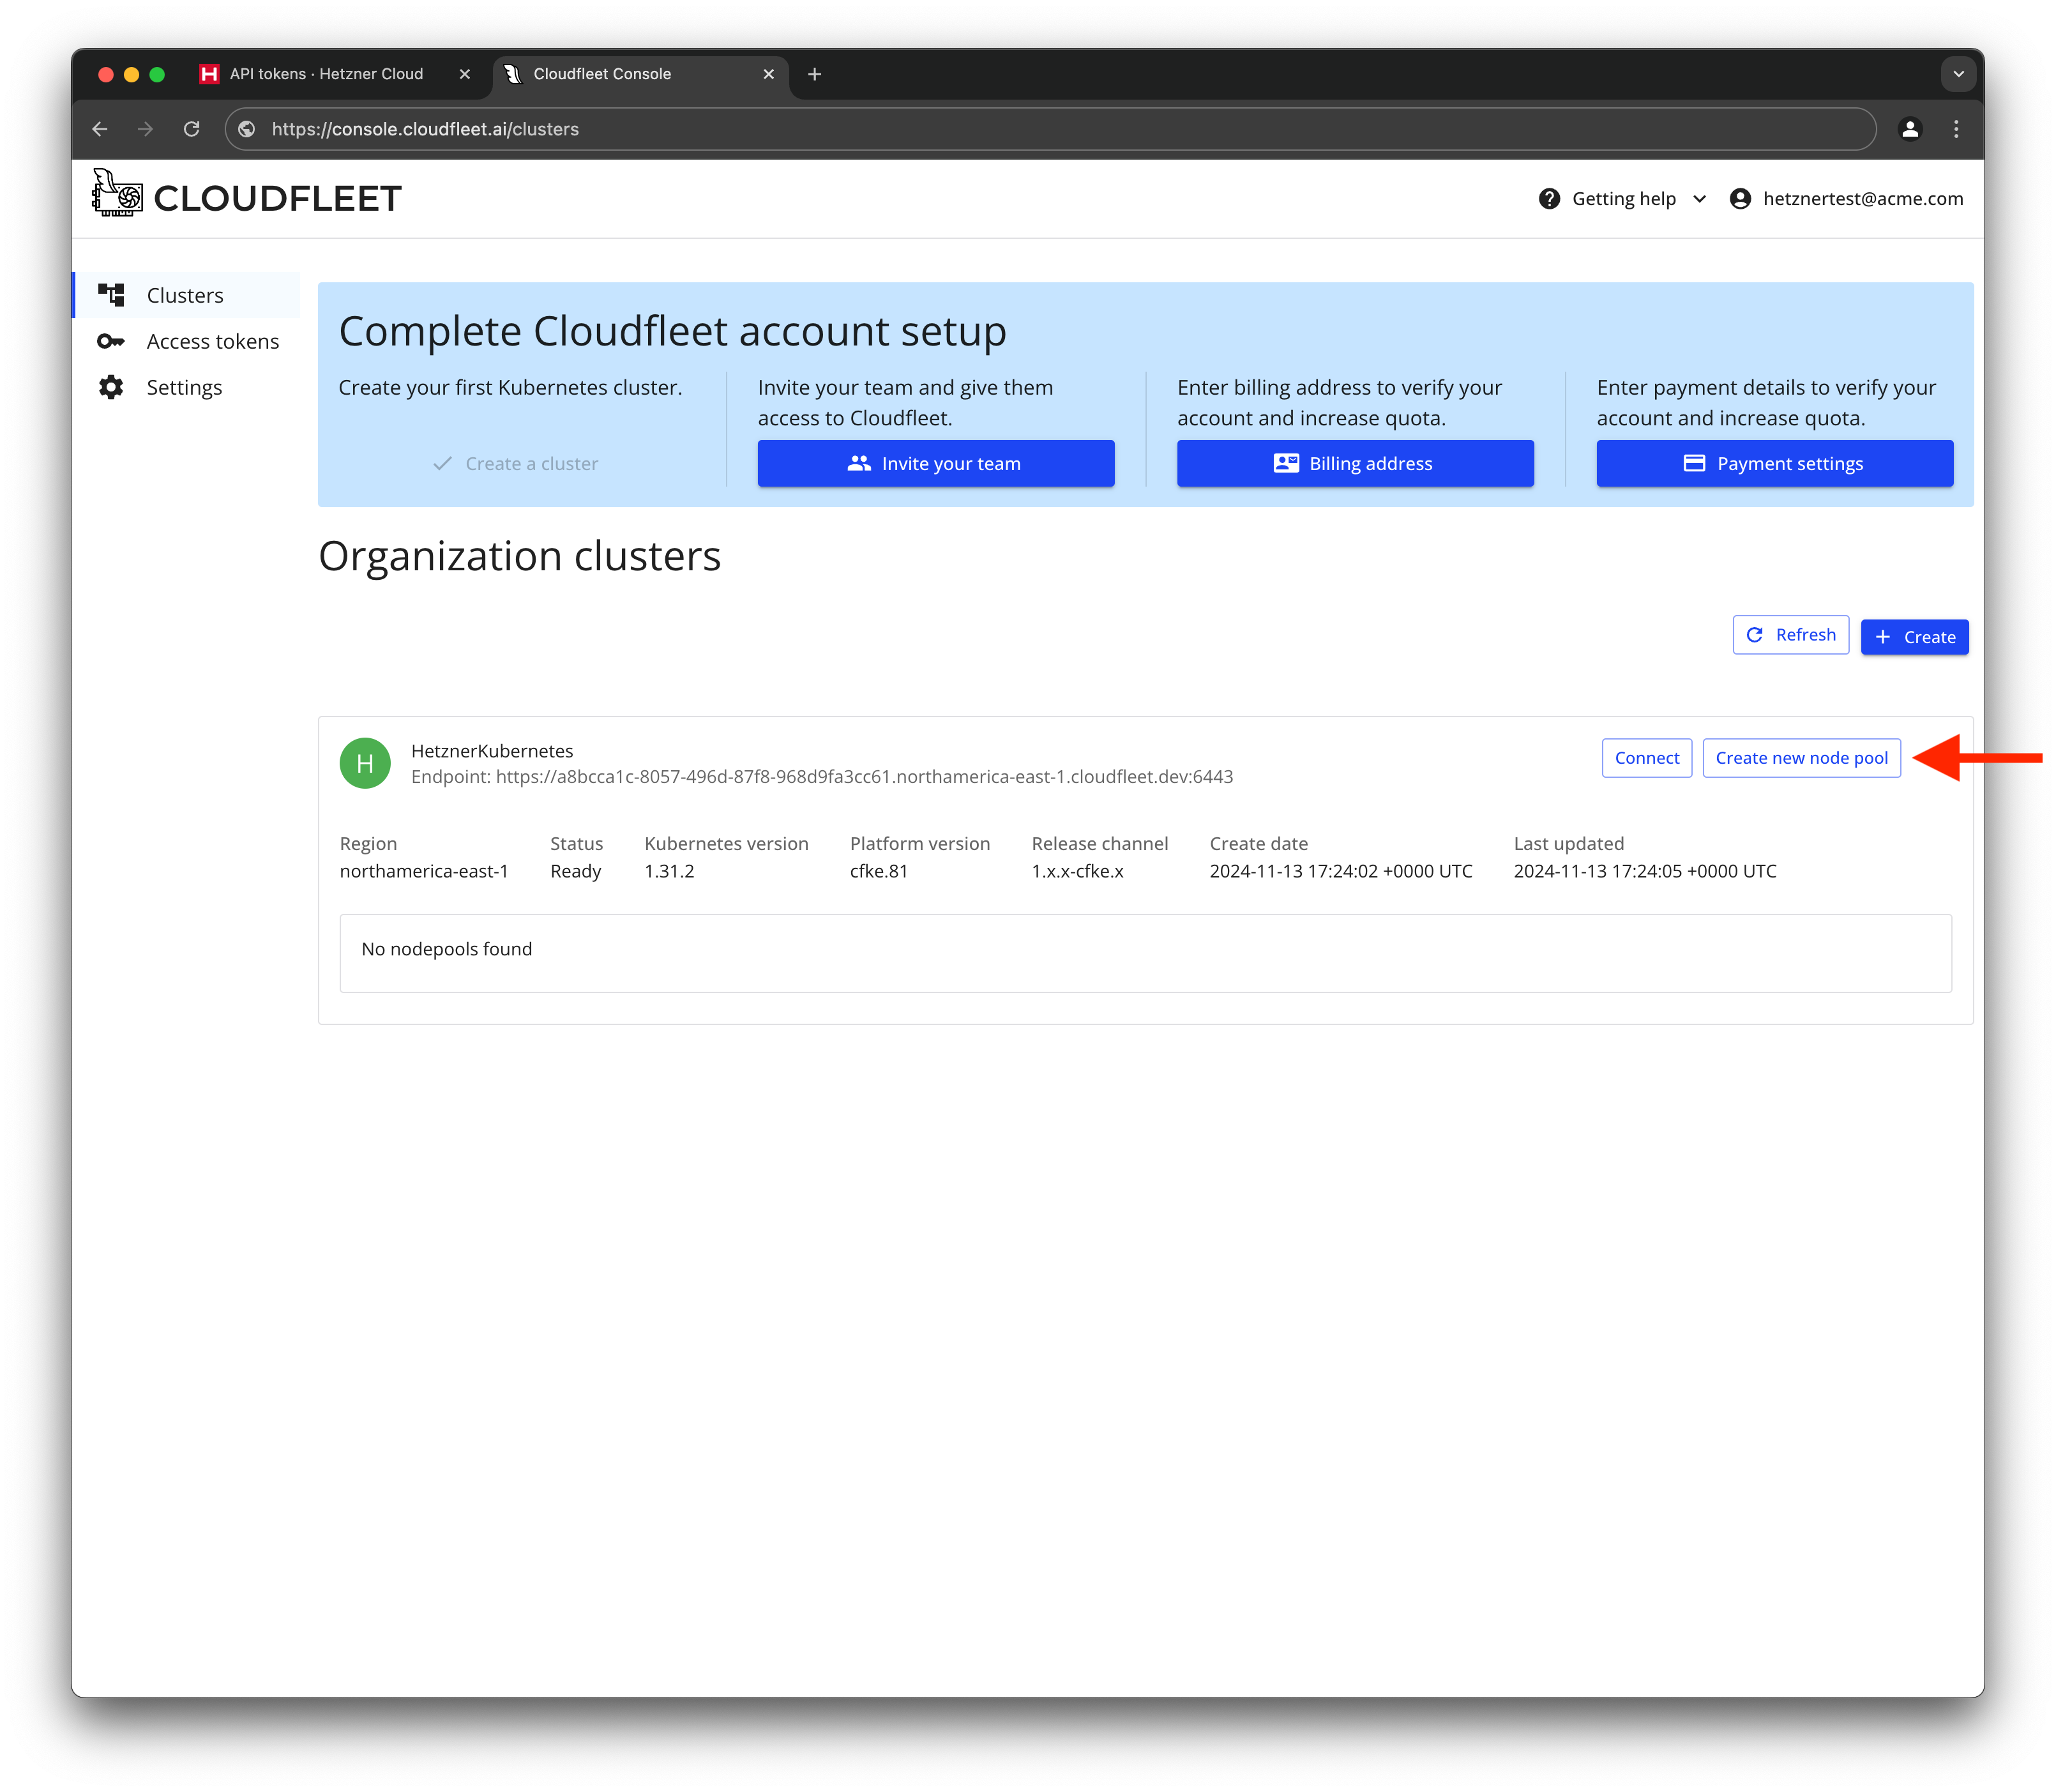 API tokens · Hetzner Cloud
Cloudfleet Console
https://console.cloudfleet.ai/clusters
CLOUDFLEET
Getting help
hetznertest@acme.com
Clusters
Access tokens
Settings
Complete Cloudfleet account setup
Create your first Kubernetes cluster.
Create a cluster
Invite your team and give them
access to Cloudfleet.
Invite your team
Enter billing address to verify your
account and increase quota.
Billing address
Enter payment details to verify your
account and increase quota.
Payment settings
Organization clusters
Refresh
Create
H
HetznerKubernetes
Endpoint: https://a8bcca1c-8057-496d-87f8-968d9fa3cc61.northamerica-east-1.cloudfleet.dev:6443
Connect
Create new node pool
Region
northamerica-east-1
Status
Ready
Kubernetes version
1.31.2
Platform version
cfke.81
Release channel
1.x.x-cfke.x
Create date
2024-11-13 17:24:02 +0000 UTC
Last updated
2024-11-13 17:24:05 +0000 UTC
No nodepools found